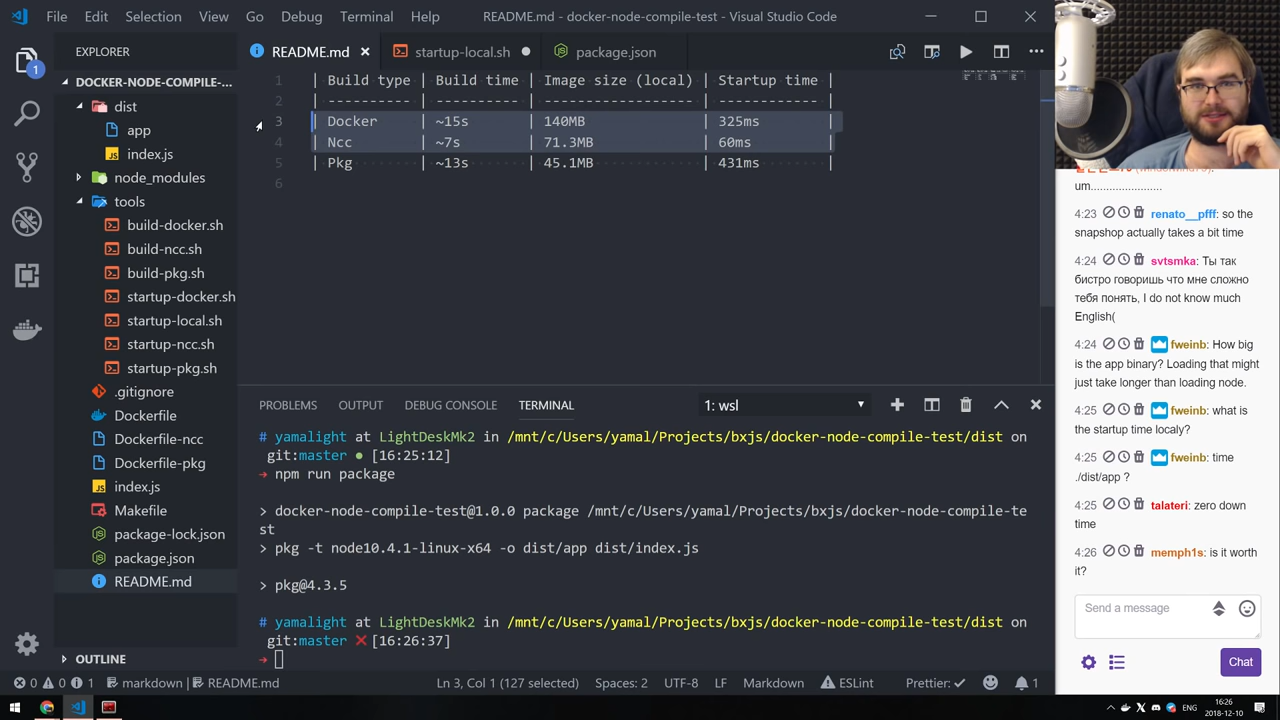 File Edit Selection View Go Debug Terminal Help README.md - docker-node-compile-test - Visual Studio Code
EXPLORER
1
DOCKER-NODE-COMPILE-...
dist
app
JS index.js
node_modules
tools
build-docker.sh
build-ncc.sh
build-pkg.sh
startup-docker.sh
startup-local.sh
startup-ncc.sh
startup-pkg.sh
.gitignore
Dockerfile
Dockerfile-ncc
Dockerfile-pkg
JS index.js
Makefile
package-lock.json
package.json
README.md
OUTLINE
README.md startup-local.sh package.json
1 | Build type | Build time | Image size (local) | Startup time |
2 | ---------- | ---------- | ------------------ | ------------ |
3 | Docker | ~15s | 140MB | 325ms |
4 | Ncc | ~7s | 71.3MB | 60ms |
5 | Pkg | ~13s | 45.1MB | 431ms |
6
PROBLEMS OUTPUT DEBUG CONSOLE TERMINAL 1: wsl
# yamalight at LightDeskMk2 in /mnt/c/Users/yamal/Projects/bxjs/docker-node-compile-test/dist on
git:master ● [16:25:12]
→ npm run package
> docker-node-compile-test@1.0.0 package /mnt/c/Users/yamal/Projects/bxjs/docker-node-compile-te
st
> pkg -t node10.4.1-linux-x64 -o dist/app dist/index.js
> pkg@4.3.5
# yamalight at LightDeskMk2 in /mnt/c/Users/yamal/Projects/bxjs/docker-node-compile-test/dist on
git:master ❌ [16:26:37]
→
0 0 1 markdown README.md Ln 3, Col 1 (127 selected) Spaces: 2 UTF-8 LF Markdown ESLint Prettier: ✓ 1
um.......................
4:23 renato__pfff: so the
snapshop actually takes a bit time
4:24 svtsmka: Ты так
бистро говоришь что мне сложно
тебя понять, I do not know much
English(
4:24 fweinb: How big
is the app binary? Loading that might
just take longer than loading node.
4:25 fweinb: what is
the startup time localy?
4:25 fweinb: time
./dist/app ?
4:25 talateri: zero down
time
4:26 memph1s: is it worth
it?
Send a message
Chat
ENG 16:26
2018-12-10